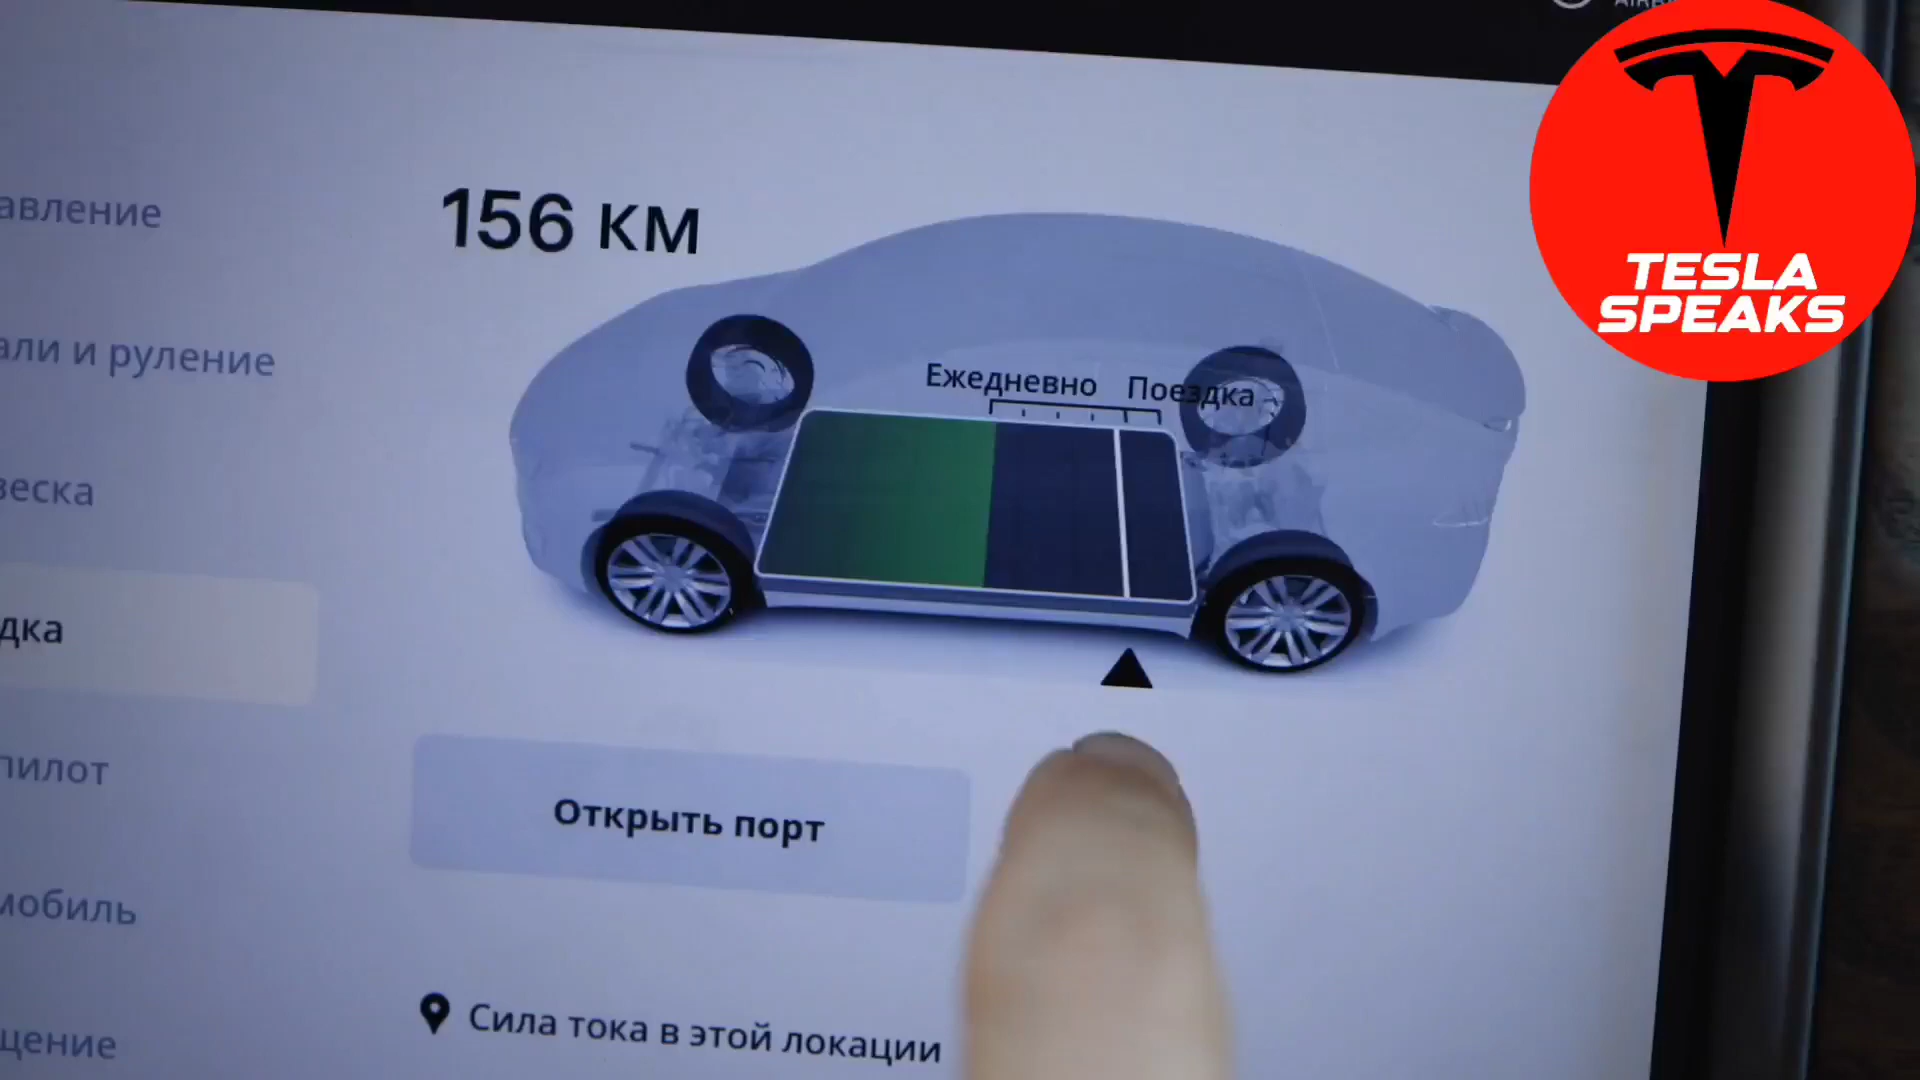 авление
156 км
али и руление
Ежедневно Поездка
веска
дка
пилот
Открыть порт
мобиль
Сила тока в этой локации
щение
TESLA
SPEAKS